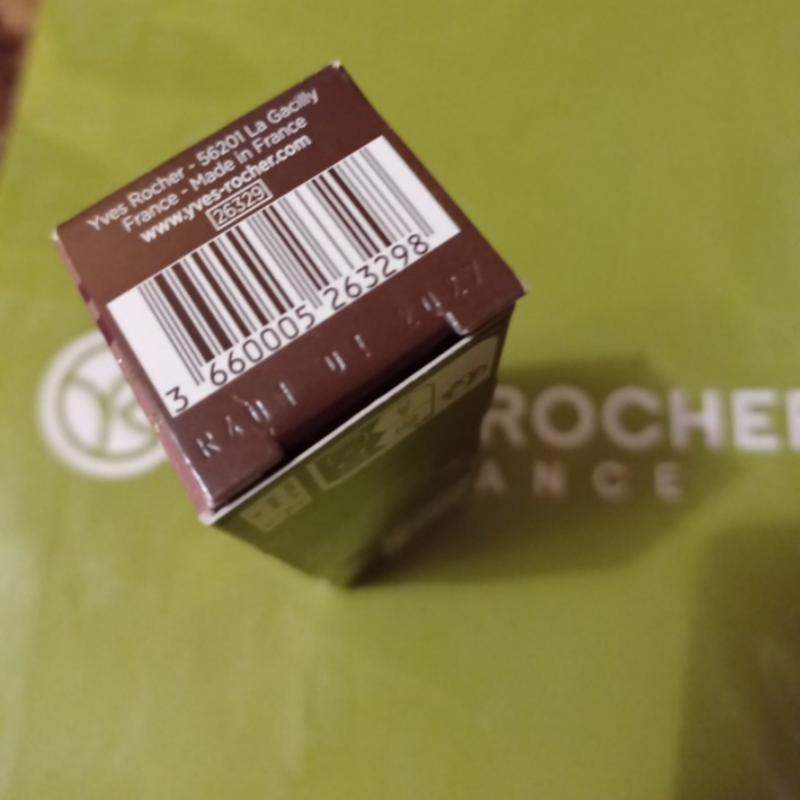 Yves Rocher - 56201 La Gacilly
France - Made in France
www.yves-rocher.com
26329
3 660005 263298
ROCHER
ANCE